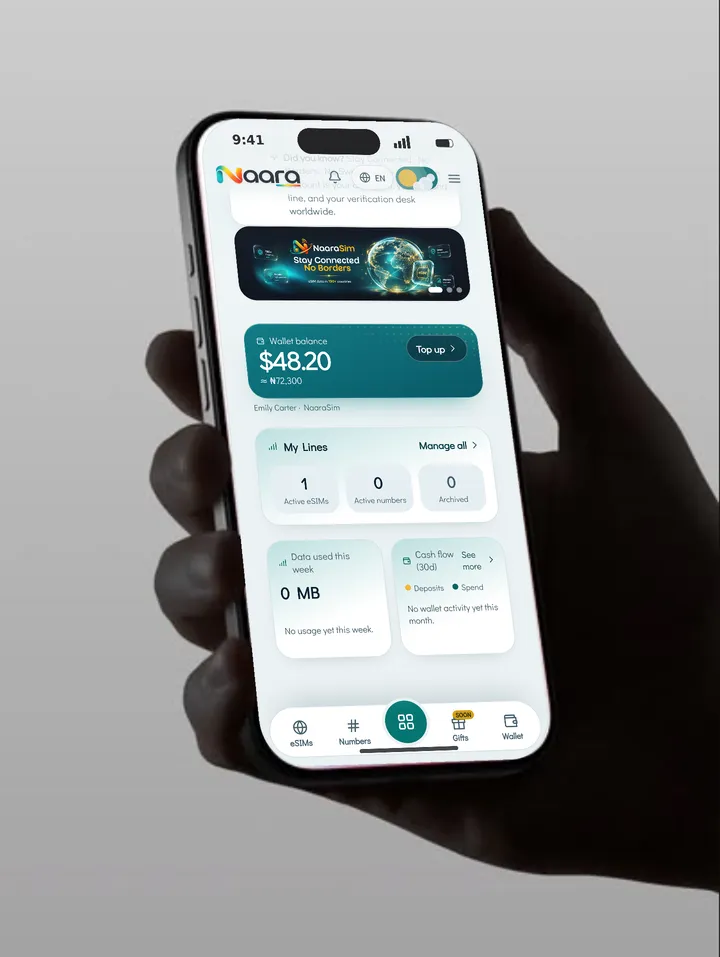 9:41
Did you know? Stay Connected. No
Naara
EN
line, and your verification desk
worldwide.
NaaraSim
Stay Connected
No Borders
Wallet balance
$48.20
Top up
≈ ₦72,300
Emily Carter · NaaraSim
My Lines
Manage all
1
0
0
Active eSIMs
Active numbers
Archived
Data used this
week
0 MB
No usage yet this week.
Cash flow
(30d)
See
more
Deposits
Spend
No wallet activity yet this
month.
SOON
eSIMs
Numbers
Gifts
Wallet